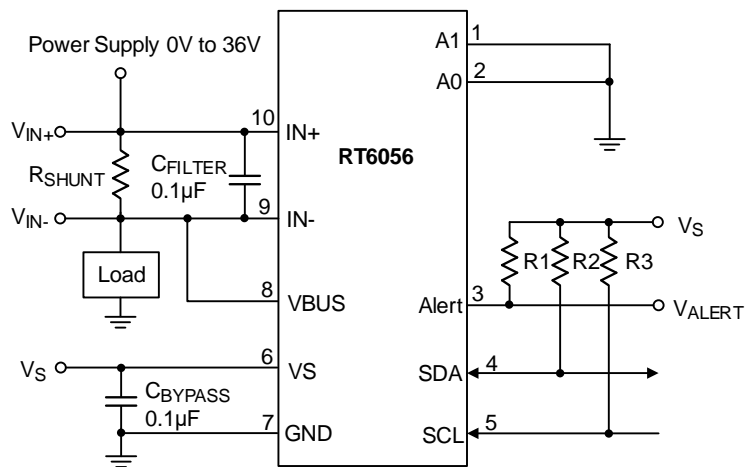 Power Supply 0V to 36V
VIN+
RSHUNT
VIN-
Load
CFILTER
0.1µF
10
9
8
VS
CBYPASS
0.1µF
6
7
IN+
IN-
VBUS
VS
GND
RT6056
A1
A0
Alert
SDA
SCL
1
2
3
4
5
R1
R2
R3
VS
VALERT